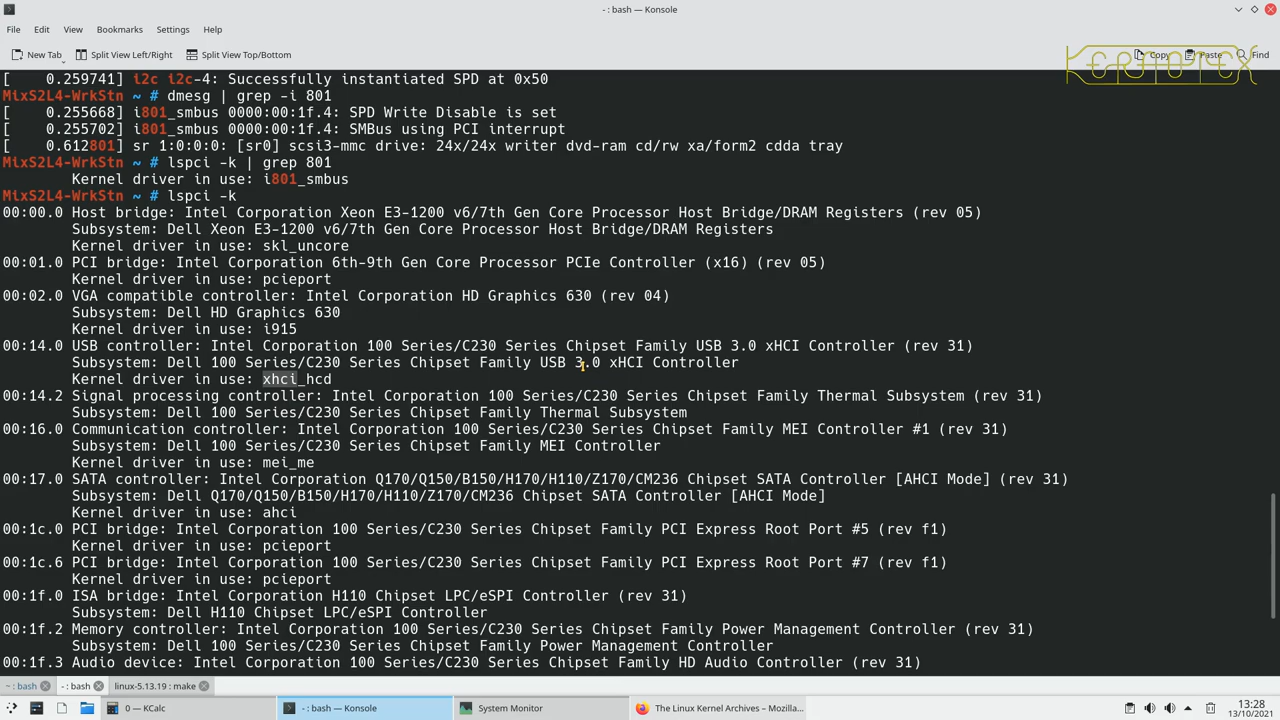 - : bash — Konsole
File Edit View Bookmarks Settings Help
New Tab Split View Left/Right Split View Top/Bottom Copy Paste Find
[    0.259741] i2c i2c-4: Successfully instantiated SPD at 0x50
MixS2L4-WrkStn ~ # dmesg | grep -i 801
[    0.255668] i801_smbus 0000:00:1f.4: SPD Write Disable is set
[    0.255702] i801_smbus 0000:00:1f.4: SMBus using PCI interrupt
[    0.612801] sr 1:0:0:0: [sr0] scsi3-mmc drive: 24x/24x writer dvd-ram cd/rw xa/form2 cdda tray
MixS2L4-WrkStn ~ # lspci -k | grep 801
Kernel driver in use: i801_smbus
MixS2L4-WrkStn ~ # lspci -k
00:00.0 Host bridge: Intel Corporation Xeon E3-1200 v6/7th Gen Core Processor Host Bridge/DRAM Registers (rev 05)
Subsystem: Dell Xeon E3-1200 v6/7th Gen Core Processor Host Bridge/DRAM Registers
Kernel driver in use: skl_uncore
00:01.0 PCI bridge: Intel Corporation 6th-9th Gen Core Processor PCIe Controller (x16) (rev 05)
Kernel driver in use: pcieport
00:02.0 VGA compatible controller: Intel Corporation HD Graphics 630 (rev 04)
Subsystem: Dell HD Graphics 630
Kernel driver in use: i915
00:14.0 USB controller: Intel Corporation 100 Series/C230 Series Chipset Family USB 3.0 xHCI Controller (rev 31)
Subsystem: Dell 100 Series/C230 Series Chipset Family USB 3.0 xHCI Controller
Kernel driver in use: xhci_hcd
00:14.2 Signal processing controller: Intel Corporation 100 Series/C230 Series Chipset Family Thermal Subsystem (rev 31)
Subsystem: Dell 100 Series/C230 Series Chipset Family Thermal Subsystem
00:16.0 Communication controller: Intel Corporation 100 Series/C230 Series Chipset Family MEI Controller #1 (rev 31)
Subsystem: Dell 100 Series/C230 Series Chipset Family MEI Controller
Kernel driver in use: mei_me
00:17.0 SATA controller: Intel Corporation Q170/Q150/B150/H170/H110/Z170/CM236 Chipset SATA Controller [AHCI Mode] (rev 31)
Subsystem: Dell Q170/Q150/B150/H170/H110/Z170/CM236 Chipset SATA Controller [AHCI Mode]
Kernel driver in use: ahci
00:1c.0 PCI bridge: Intel Corporation 100 Series/C230 Series Chipset Family PCI Express Root Port #5 (rev f1)
Kernel driver in use: pcieport
00:1c.6 PCI bridge: Intel Corporation 100 Series/C230 Series Chipset Family PCI Express Root Port #7 (rev f1)
Kernel driver in use: pcieport
00:1f.0 ISA bridge: Intel Corporation H110 Chipset LPC/eSPI Controller (rev 31)
Subsystem: Dell H110 Chipset LPC/eSPI Controller
00:1f.2 Memory controller: Intel Corporation 100 Series/C230 Series Chipset Family Power Management Controller (rev 31)
Subsystem: Dell 100 Series/C230 Series Chipset Family Power Management Controller
00:1f.3 Audio device: Intel Corporation 100 Series/C230 Series Chipset Family HD Audio Controller (rev 31)
~ : bash - : bash linux-5.13.19 : make
0 — KCalc - : bash — Konsole System Monitor The Linux Kernel Archives – Mozilla... 13:28
13/10/2021